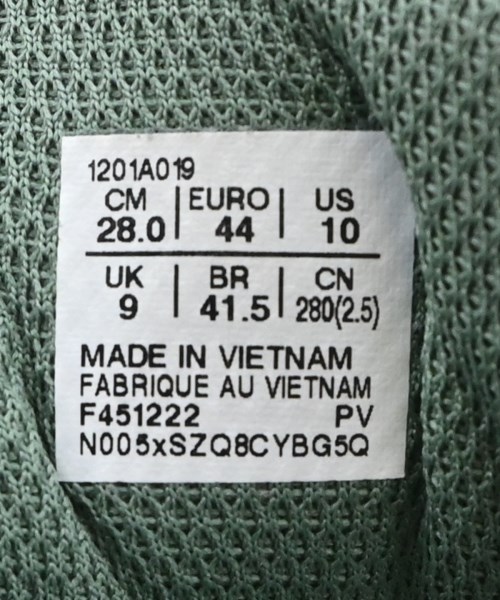 1201A019
CM | EURO | US
28.0 | 44 | 10
UK | BR | CN
9 | 41.5 | 280(2.5)
MADE IN VIETNAM
FABRIQUE AU VIETNAM
F451222 PV
N005xSZQ8CYBG5Q